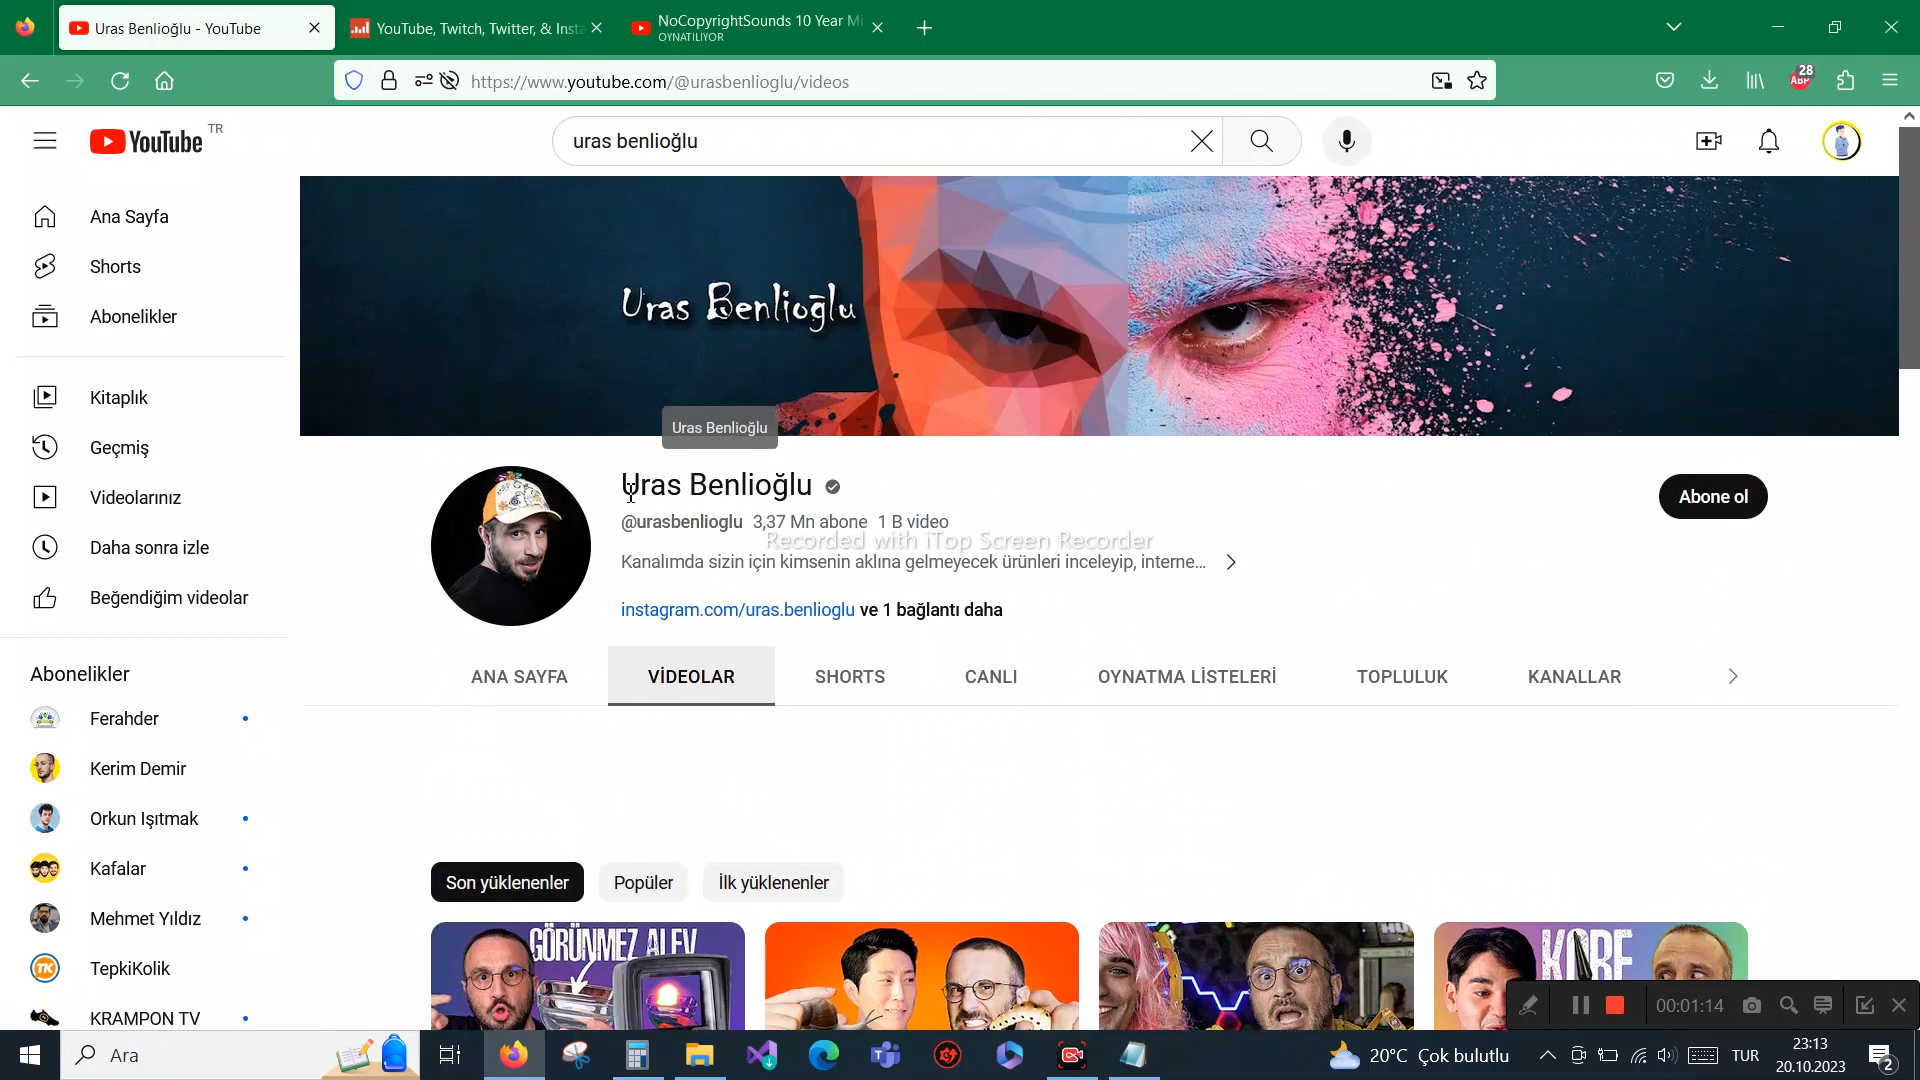 Uras Benlioğlu - YouTube
YouTube, Twitch, Twitter, & Insta
NoCopyrightSounds 10 Year Mi
OYNATILIYOR
https://www.youtube.com/@urasbenlioglu/videos
28
ABP
YouTube TR
uras benlioğlu
Ana Sayfa
Shorts
Abonelikler
Kitaplık
Geçmiş
Videolarınız
Daha sonra izle
Beğendiğim videolar
Abonelikler
Ferahder
Kerim Demir
Orkun Işıtmak
Kafalar
Mehmet Yıldız
TK
TepkiKolik
KRAMPON TV
Uras Benlioğlu
Uras Benlioğlu
Uras Benlioğlu
@urasbenlioglu 3,37 Mn abone 1 B video
Recorded with iTop Screen Recorder
Kanalımda sizin için kimsenin aklına gelmeyecek ürünleri inceleyip, interne...
instagram.com/uras.benlioglu ve 1 bağlantı daha
Abone ol
ANA SAYFA
VİDEOLAR
SHORTS
CANLI
OYNATMA LİSTELERİ
TOPLULUK
KANALLAR
Son yüklenenler
Popüler
İlk yüklenenler
GÖRÜNMEZ ALEV
KORE
00:01:14
Ara
20°C Çok bulutlu
TUR
23:13
20.10.2023
2